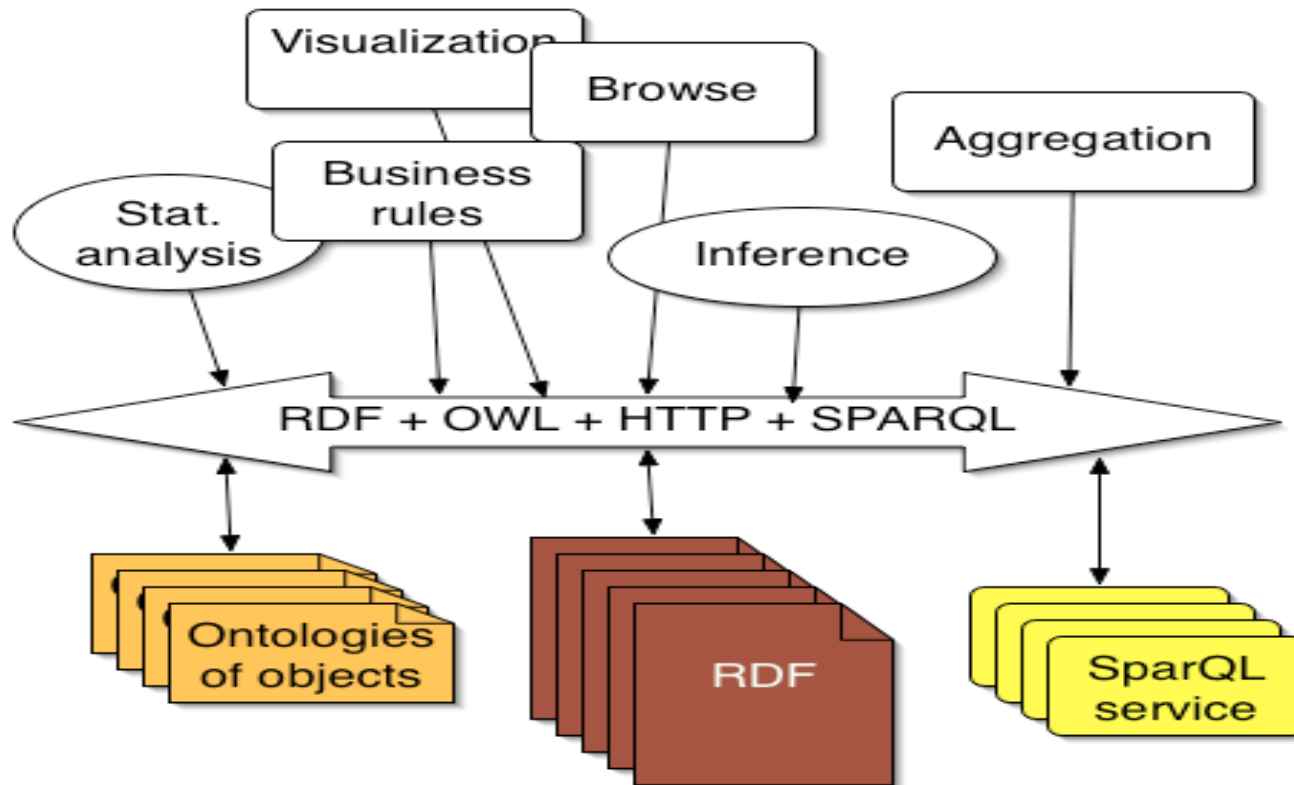 Visualization
Browse
Aggregation
Business
rules
Stat.
analysis
Inference
RDF + OWL + HTTP + SPARQL
Ontologies
of objects
RDF
SparQL
service